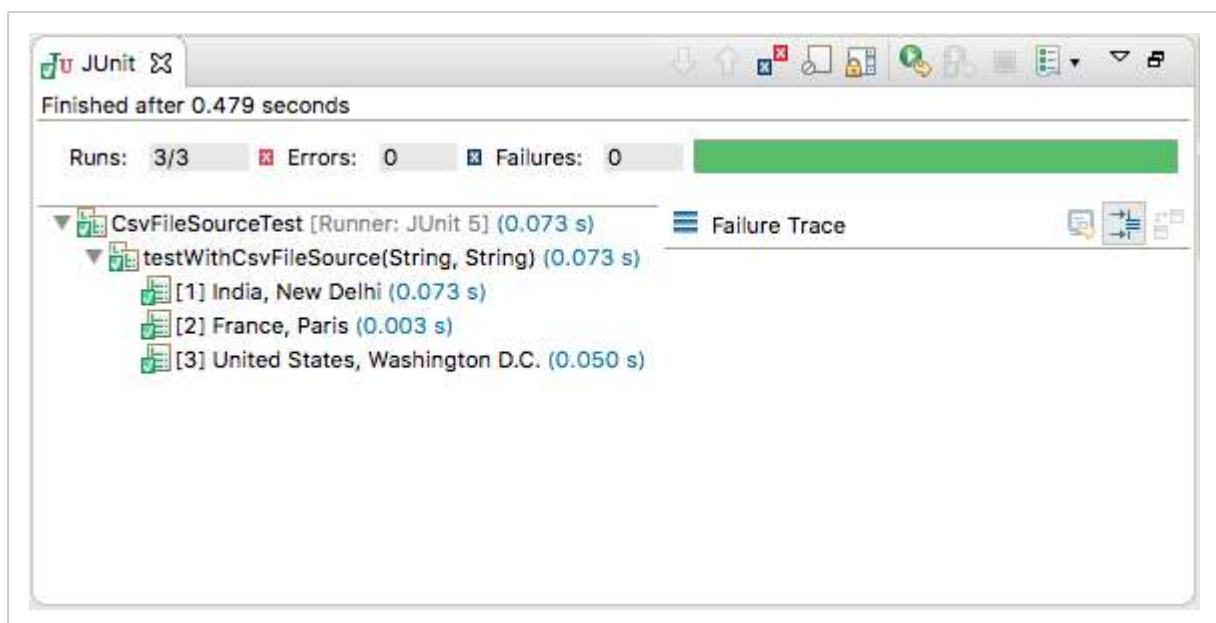 JUnit
Finished after 0.479 seconds
Runs: 3/3 Errors: 0 Failures: 0
CsvFileSourceTest [Runner: JUnit 5] (0.073 s)
Failure Trace
testWithCsvFileSource(String, String) (0.073 s)
[1] India, New Delhi (0.073 s)
[2] France, Paris (0.003 s)
[3] United States, Washington D.C. (0.050 s)